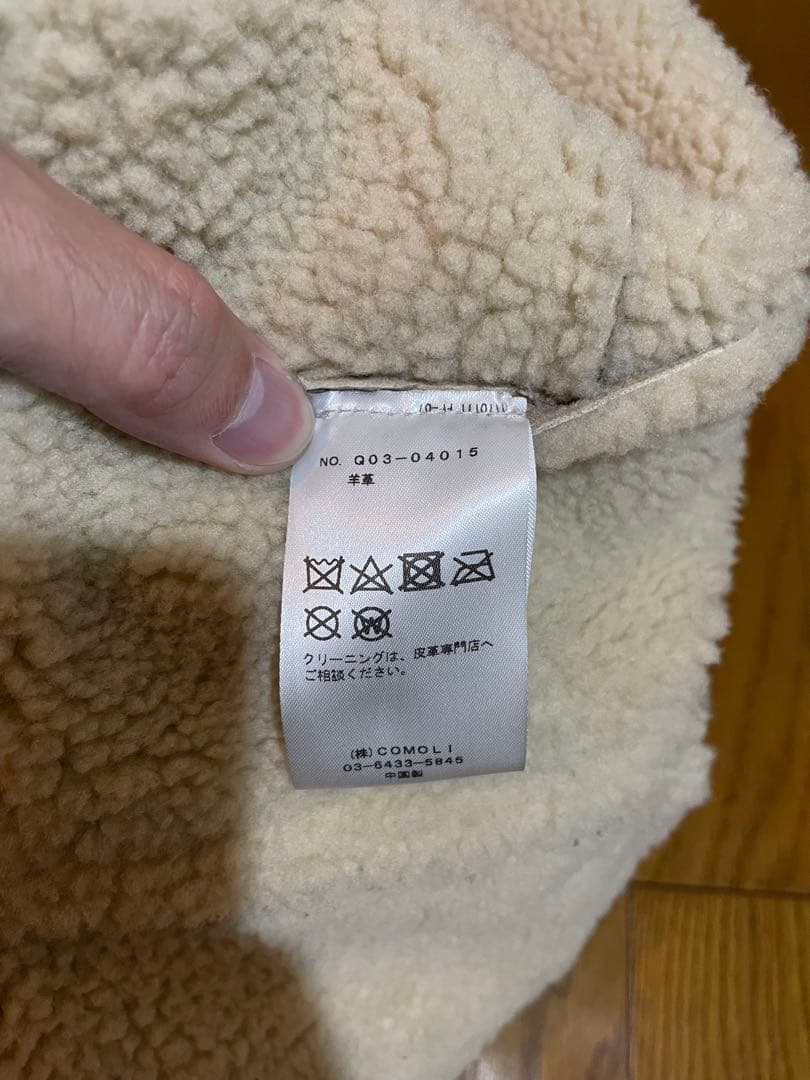 NO. Q03-04015
羊革
クリーニングは、皮革専門店へ
ご相談ください。
(株)COMOLI
03-6433-5845
中国製